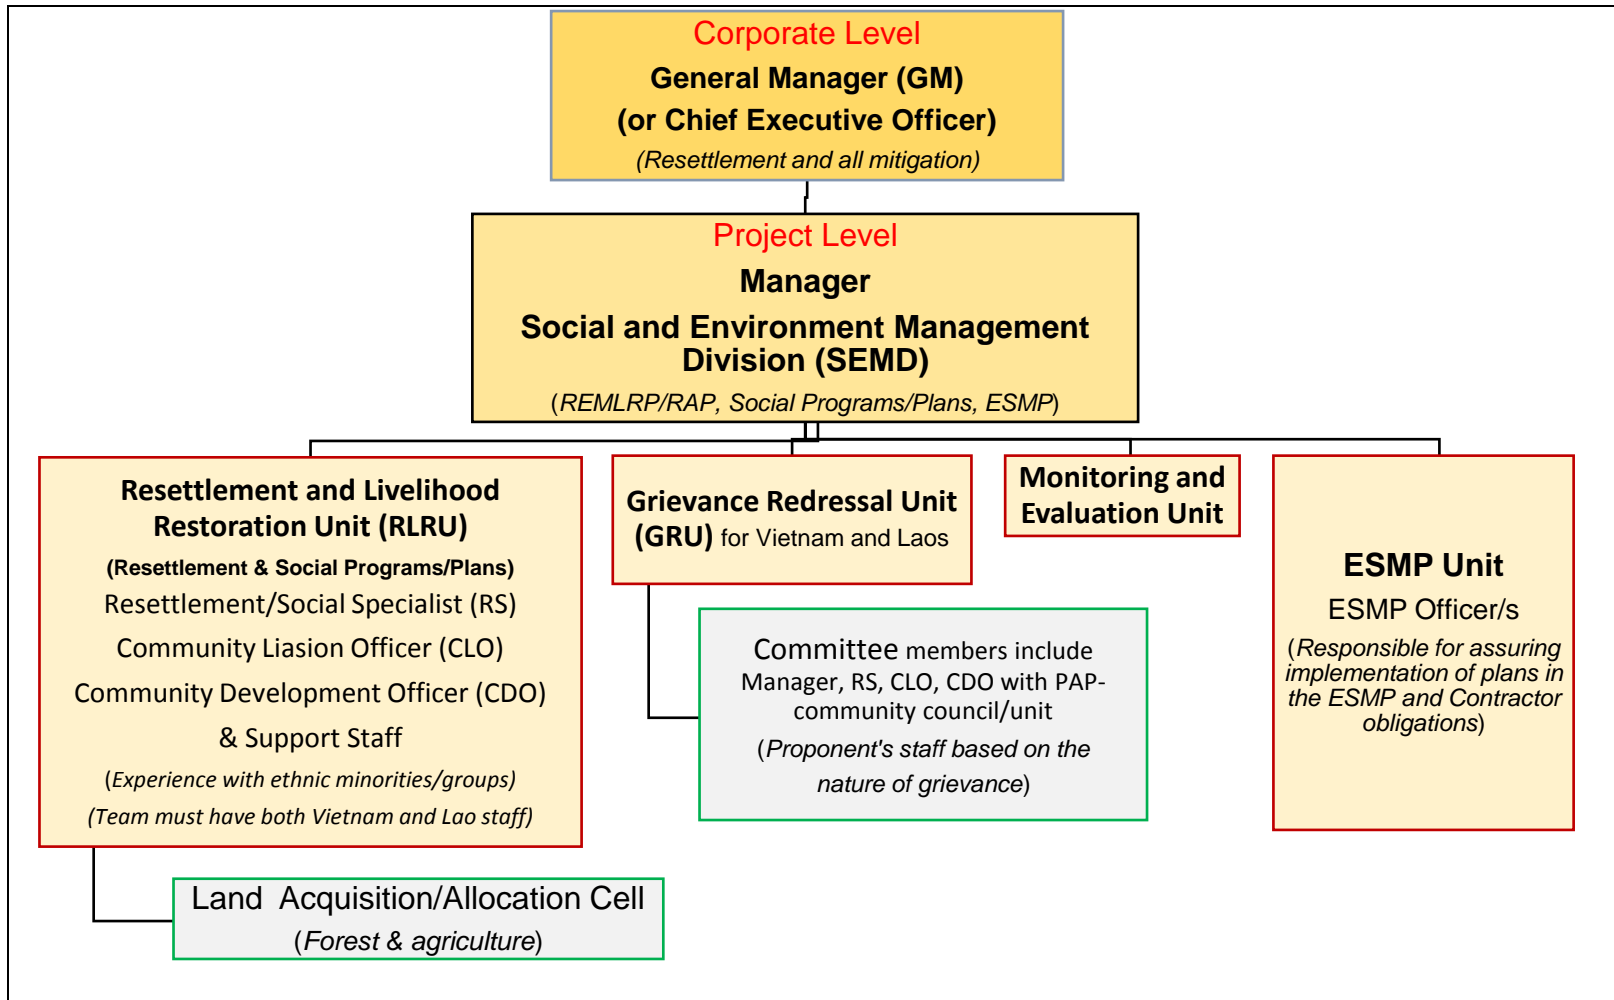 Corporate Level
General Manager (GM)
(or Chief Executive Officer)
(Resettlement and all mitigation)
Project Level
Manager
Social and Environment Management
Division (SEMD)
(REMLRP/RAP, Social Programs/Plans, ESMP)
Resettlement and Livelihood
Restoration Unit (RLRU)
(Resettlement & Social Programs/Plans)
Resettlement/Social Specialist (RS)
Community Liasion Officer (CLO)
Community Development Officer (CDO)
& Support Staff
(Experience with ethnic minorities/groups)
(Team must have both Vietnam and Lao staff)
Land Acquisition/Allocation Cell
(Forest & agriculture)
Grievance Redressal Unit
(GRU) for Vietnam and Laos
Committee members include
Manager, RS, CLO, CDO with PAP-
community council/unit
(Proponent's staff based on the
nature of grievance)
Monitoring and
Evaluation Unit
ESMP Unit
ESMP Officer/s
(Responsible for assuring
implementation of plans in
the ESMP and Contractor
obligations)